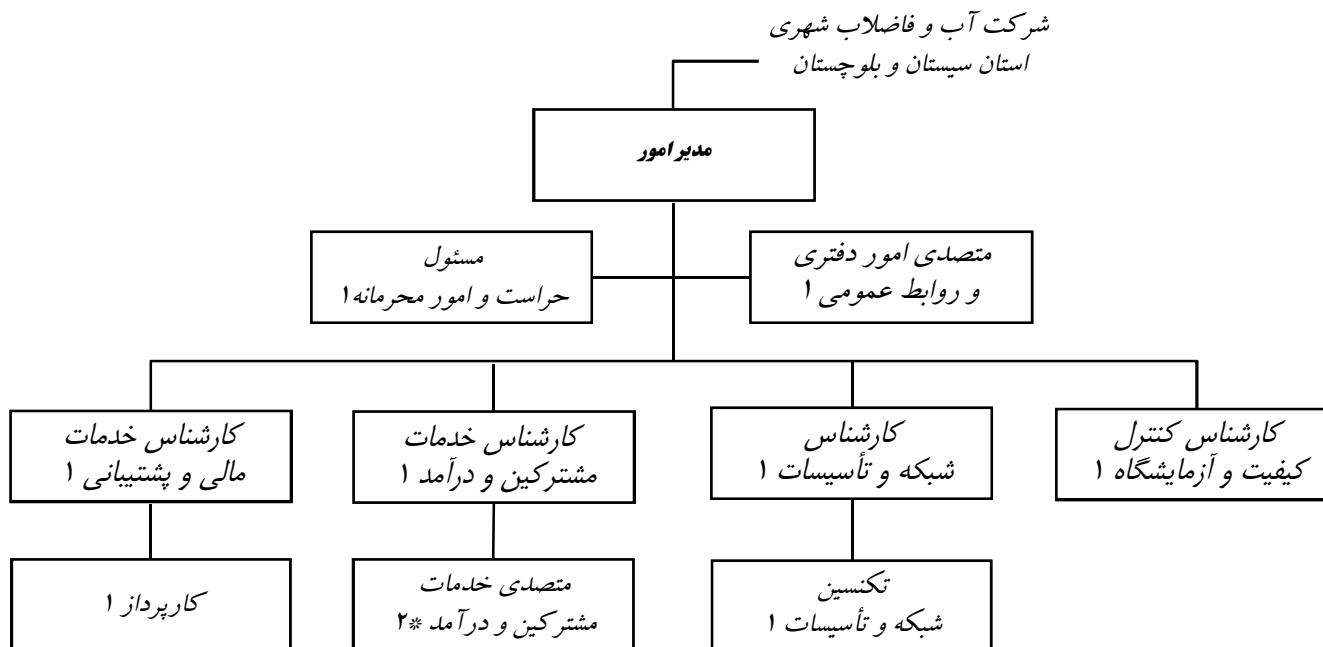 شرکت آب و فاضلاب شهری
استان سیستان و بلوچستان
مدیر امور
متصدی امور دفتری
و روابط عمومی ۱
مسئول
حراست و امور محرمانه ۱
کارشناس کنترل
کیفیت و آزمایشگاه ۱
کارشناس
شبکه و تأسیسات ۱
کارشناس خدمات
مشترکین و درآمد ۱
کارشناس خدمات
مالی و پشتیبانی ۱
تکنسین
شبکه و تأسیسات ۱
متصدی خدمات
مشترکین و درآمد *۲
کارپرداز ۱